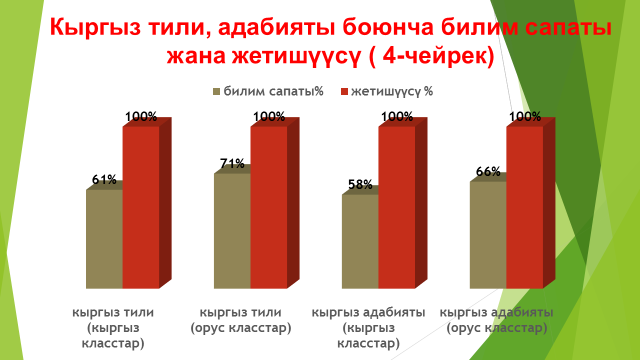 Кыргыз тили, адабияты боюнча билим сапаты
жана жетишүүсү ( 4-чейрек)
билим сапаты%
жетишүүсү %
61%
100%
71%
100%
58%
100%
66%
100%
кыргыз тили
(кыргыз
класстар)
кыргыз тили
(орус класстар)
кыргыз адабияты
(кыргыз
класстар)
кыргыз адабияты
(орус класстар)